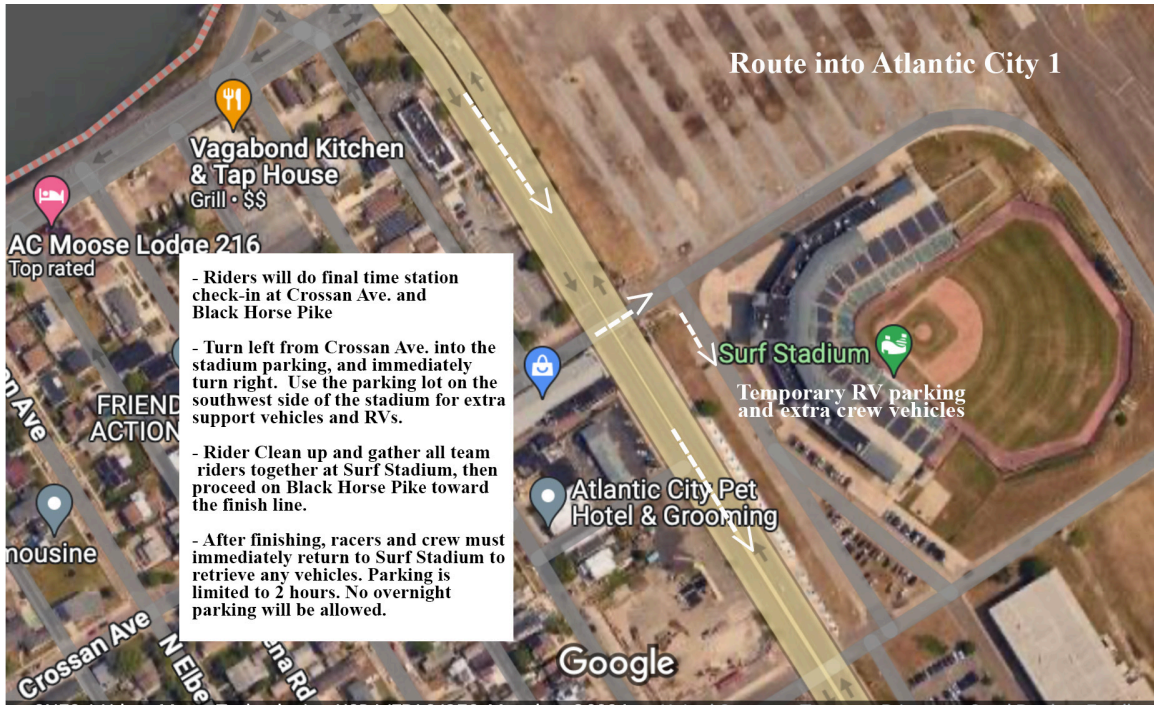 Route into Atlantic City 1
Vagabond Kitchen
& Tap House
Grill • $$
AC Moose Lodge 216
Top rated
- Riders will do final time station
check-in at Crossan Ave. and
Black Horse Pike
- Turn left from Crossan Ave. into the
stadium parking, and immediately
turn right. Use the parking lot on the
southwest side of the stadium for extra
support vehicles and RVs.
- Rider Clean up and gather all team
riders together at Surf Stadium, then
proceed on Black Horse Pike toward
the finish line.
- After finishing, racers and crew must
immediately return to Surf Stadium to
retrieve any vehicles. Parking is
limited to 2 hours. No overnight
parking will be allowed.
Surf Stadium
Temporary RV parking
and extra crew vehicles
FRIEND
ACTION
Ave
Atlantic City Pet
Hotel & Grooming
mousine
Crossan Ave
N Elbe
ena Rd
Google